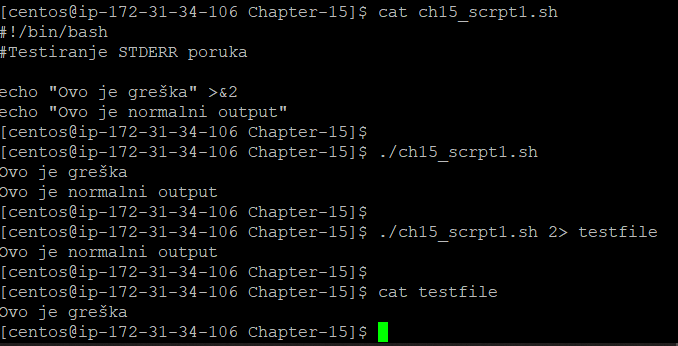 [centos@ip-172-31-34-106 Chapter-15]$ cat ch15_scrpt1.sh
#!/bin/bash
#Testiranje STDERR poruka
echo "Ovo je greška" >&2
echo "Ovo je normalni output"
[centos@ip-172-31-34-106 Chapter-15]$
[centos@ip-172-31-34-106 Chapter-15]$ ./ch15_scrpt1.sh
Ovo je greška
Ovo je normalni output
[centos@ip-172-31-34-106 Chapter-15]$
[centos@ip-172-31-34-106 Chapter-15]$ ./ch15_scrpt1.sh 2> testfile
Ovo je normalni output
[centos@ip-172-31-34-106 Chapter-15]$
[centos@ip-172-31-34-106 Chapter-15]$ cat testfile
Ovo je greška
[centos@ip-172-31-34-106 Chapter-15]$